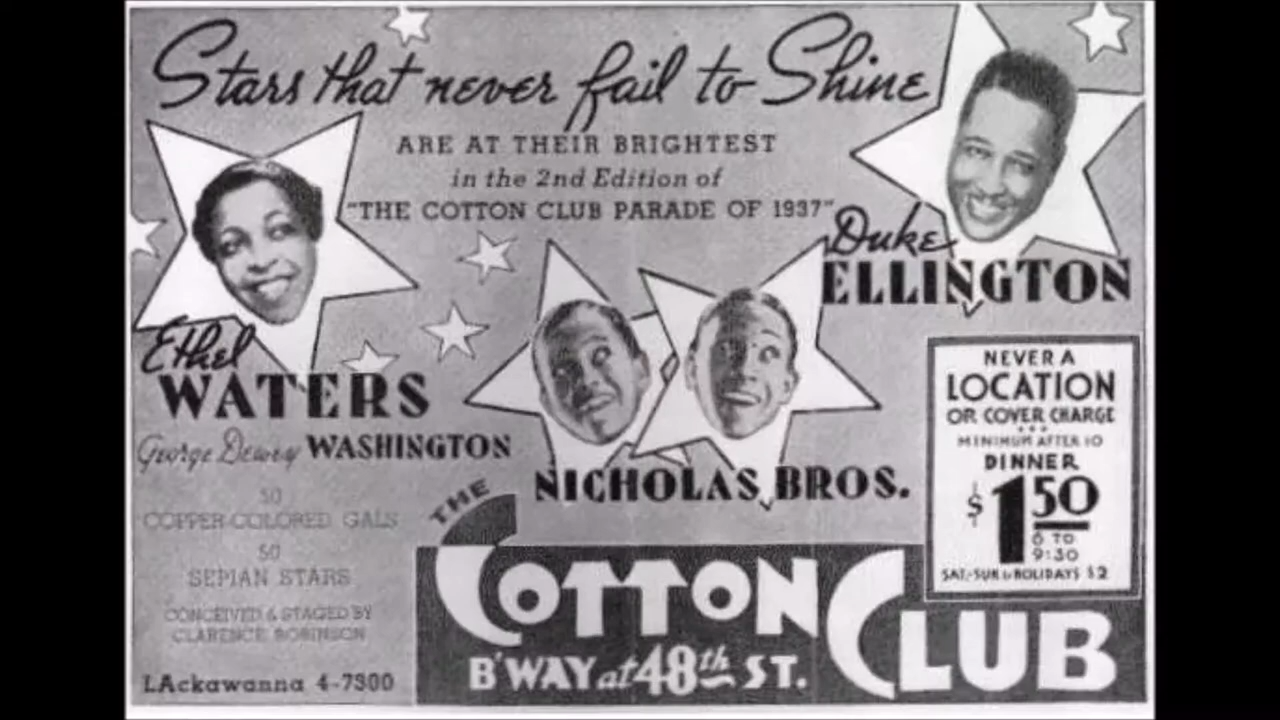 Stars that never fail to Shine
ARE AT THEIR BRIGHTEST
in the 2nd Edition of
"THE COTTON CLUB PARADE OF 1937"
Duke
ELLINGTON
Ethel
WATERS
George Dewey WASHINGTON
NICHOLAS BROS.
50
COPPER-COLORED GALS
50
SEPIAN STARS
CONCEIVED & STAGED BY
CLARENCE ROBINSON
LAckawanna 4-7300
NEVER A
LOCATION
OR COVER CHARGE
MINIMUM AFTER 10
DINNER
$1.50
6 TO
9:30
SAT.-SUN & HOLIDAYS $2
THE
COTTON CLUB
B'WAY at 48th ST.